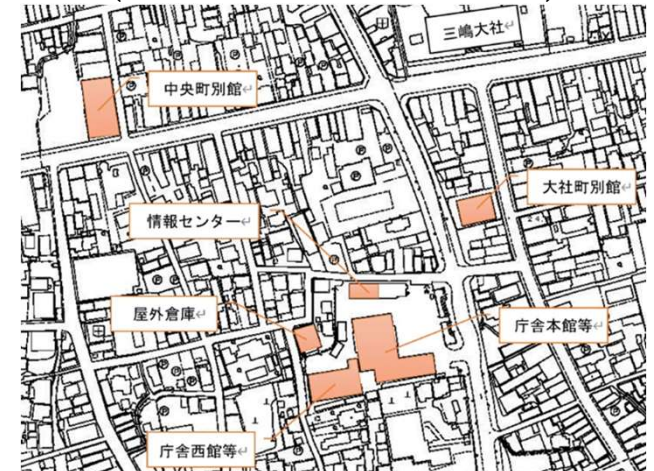 三嶋大社
中央町別館
大社町別館
情報センター
屋外倉庫
庁舎本館等
庁舎西館等